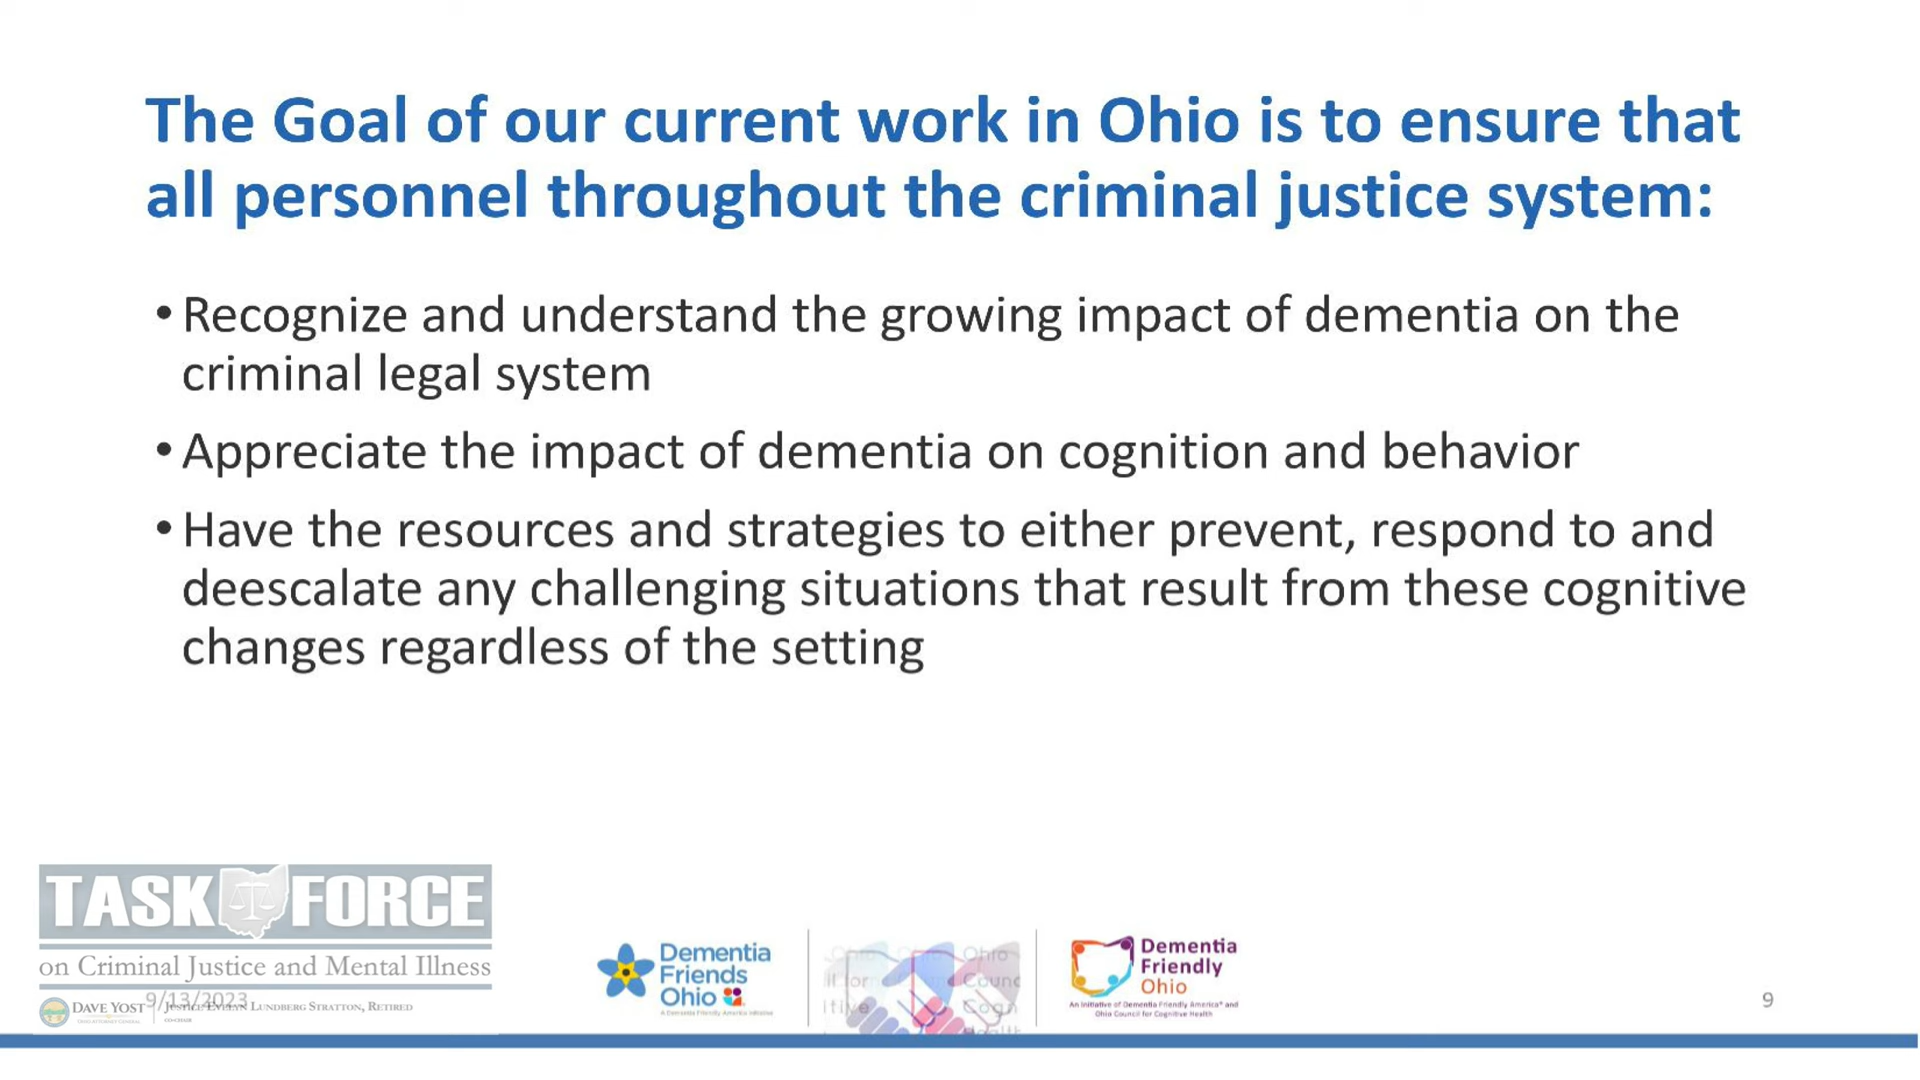 The Goal of our current work in Ohio is to ensure that
all personnel throughout the criminal justice system:
• Recognize and understand the growing impact of dementia on the
criminal legal system
• Appreciate the impact of dementia on cognition and behavior
• Have the resources and strategies to either prevent, respond to and
deescalate any challenging situations that result from these cognitive
changes regardless of the setting
TASK FORCE
on Criminal Justice and Mental Illness
DAVE YOST
JUSTICE EVELYN LUNDBERG STRATTON, RETIRED
9/13/2023
Dementia
Friends
Ohio
A Dementia Friendly America Initiative
Ohio
Counc
Cogn
Health
Dementia
Friendly
Ohio
An Initiative of Dementia Friendly America® and
Ohio Council for Cognitive Health
9